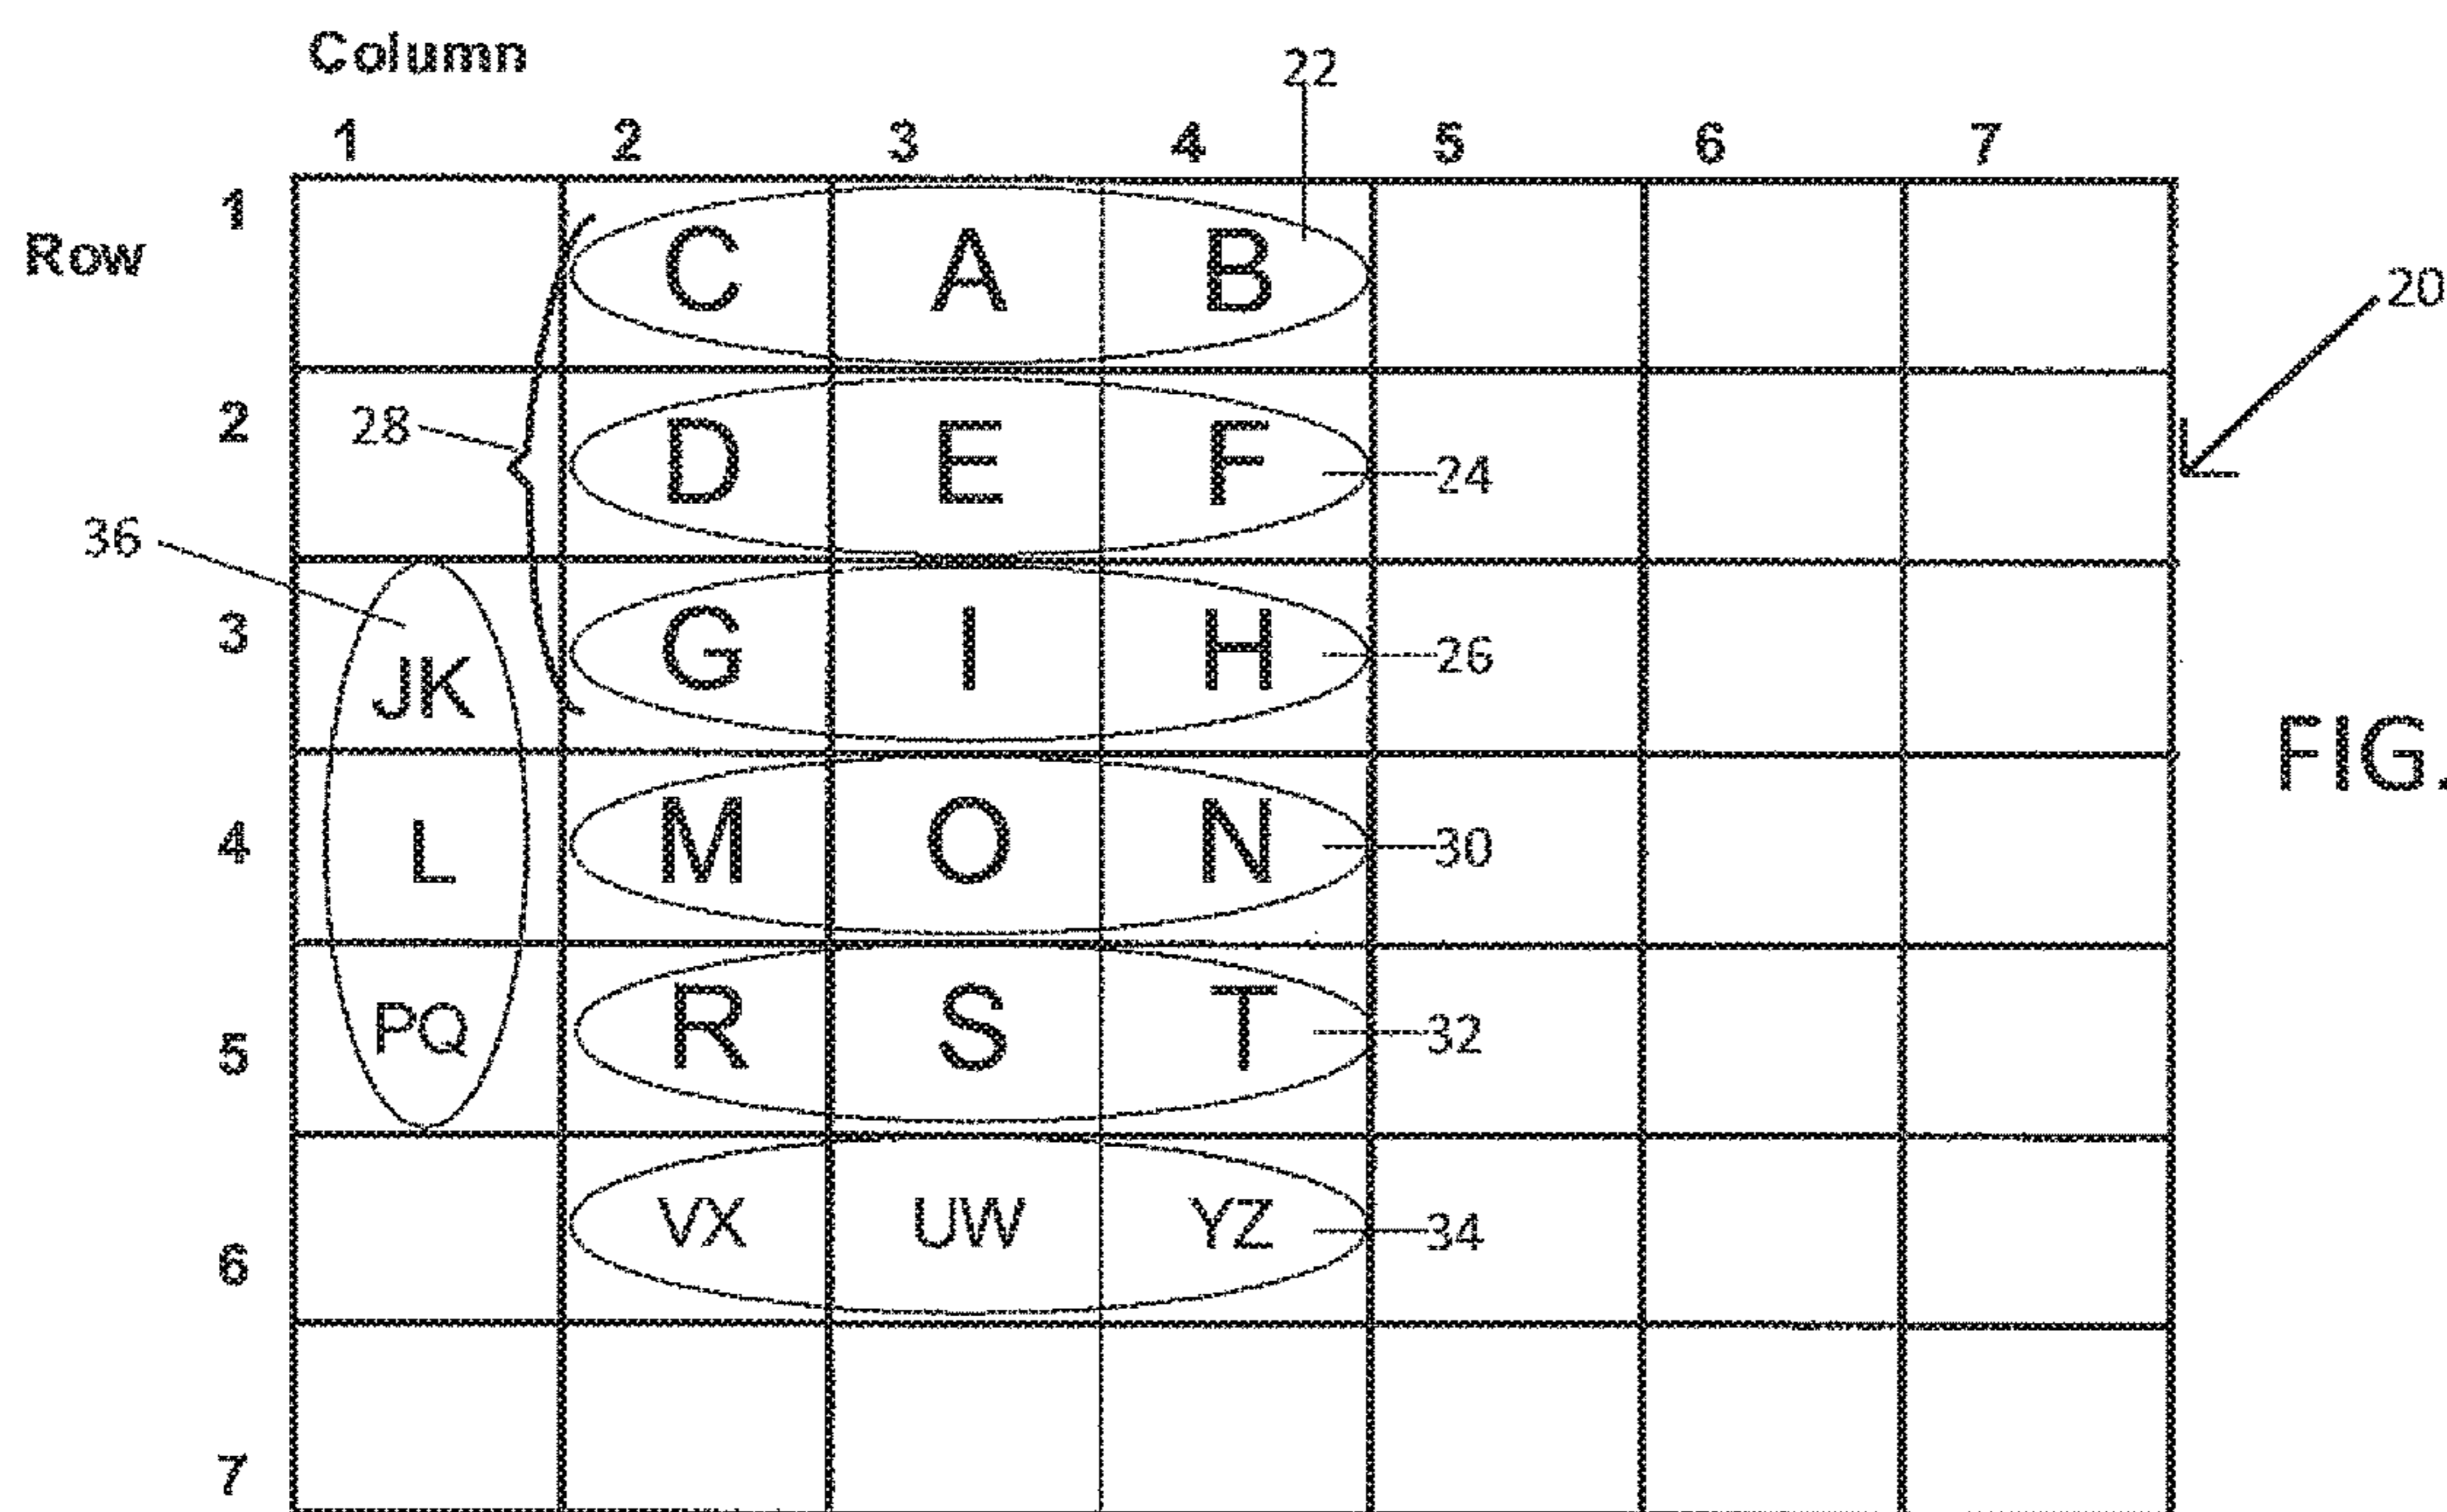 Column
22
1 2 3 4 5 6 7
Row
1 C A B
20
2 28 D E F 24
36
3 JK G I H 26
FIG.
4 L M O N 30
5 PQ R S T 32
6 VX UW YZ 34
7